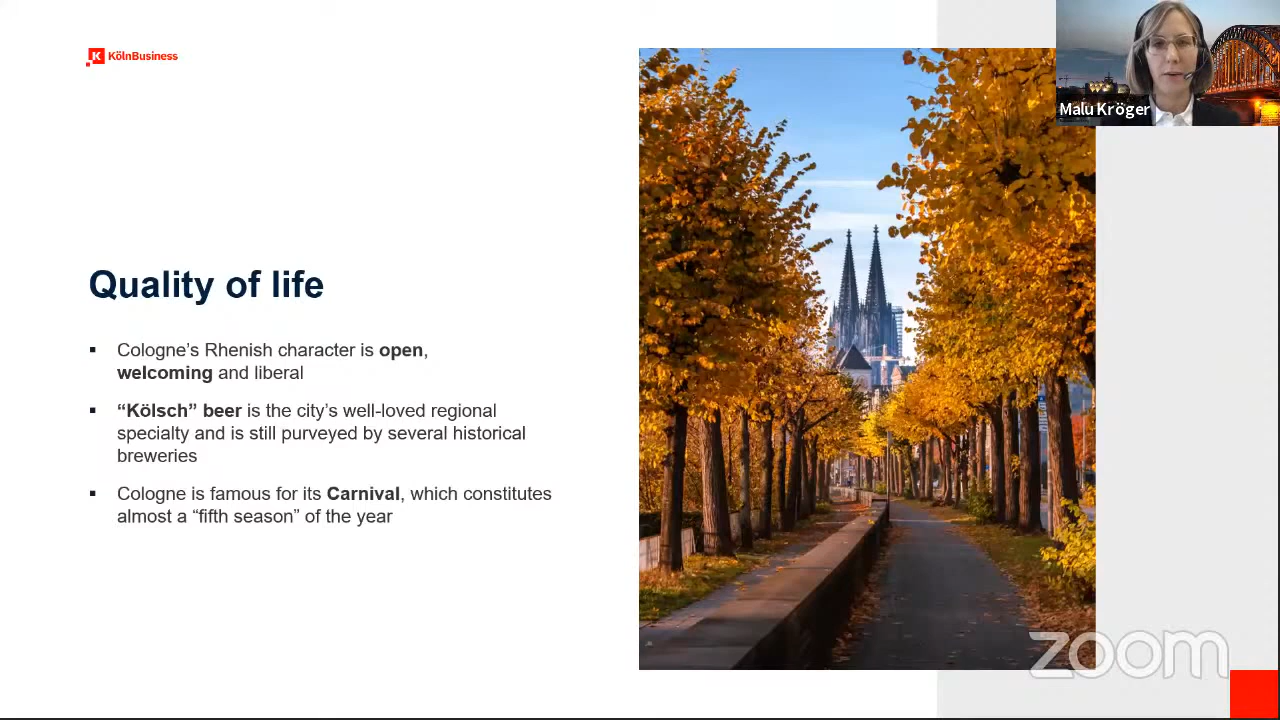 K KölnBusiness
Malu Kröger
Quality of life
▪ Cologne’s Rhenish character is open,
welcoming and liberal
▪ “Kölsch” beer is the city’s well-loved regional
specialty and is still purveyed by several historical
breweries
▪ Cologne is famous for its Carnival, which constitutes
almost a “fifth season” of the year
zoom